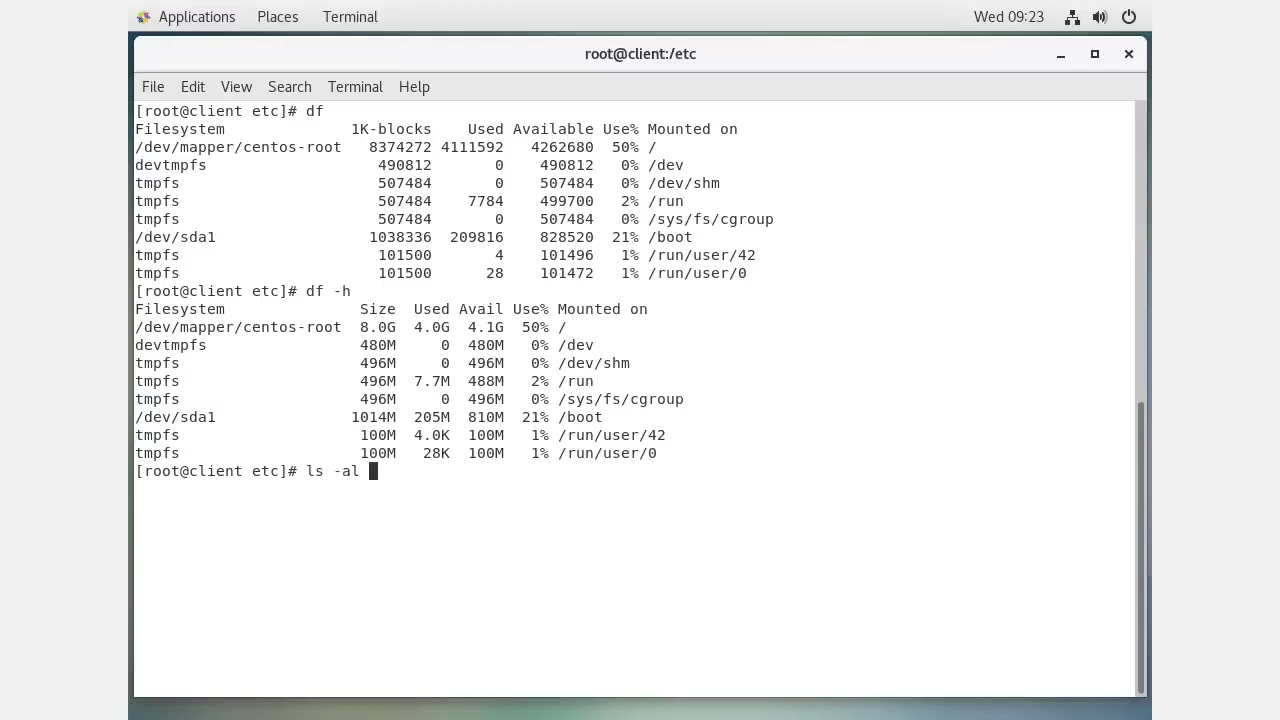 Applications Places Terminal Wed 09:23
root@client:/etc
File Edit View Search Terminal Help
[root@client etc]# df
Filesystem 1K-blocks Used Available Use% Mounted on
/dev/mapper/centos-root 8374272 4111592 4262680 50% /
devtmpfs 490812 0 490812 0% /dev
tmpfs 507484 0 507484 0% /dev/shm
tmpfs 507484 7784 499700 2% /run
tmpfs 507484 0 507484 0% /sys/fs/cgroup
/dev/sda1 1038336 209816 828520 21% /boot
tmpfs 101500 4 101496 1% /run/user/42
tmpfs 101500 28 101472 1% /run/user/0
[root@client etc]# df -h
Filesystem Size Used Avail Use% Mounted on
/dev/mapper/centos-root 8.0G 4.0G 4.1G 50% /
devtmpfs 480M 0 480M 0% /dev
tmpfs 496M 0 496M 0% /dev/shm
tmpfs 496M 7.7M 488M 2% /run
tmpfs 496M 0 496M 0% /sys/fs/cgroup
/dev/sda1 1014M 205M 810M 21% /boot
tmpfs 100M 4.0K 100M 1% /run/user/42
tmpfs 100M 28K 100M 1% /run/user/0
[root@client etc]# ls -al